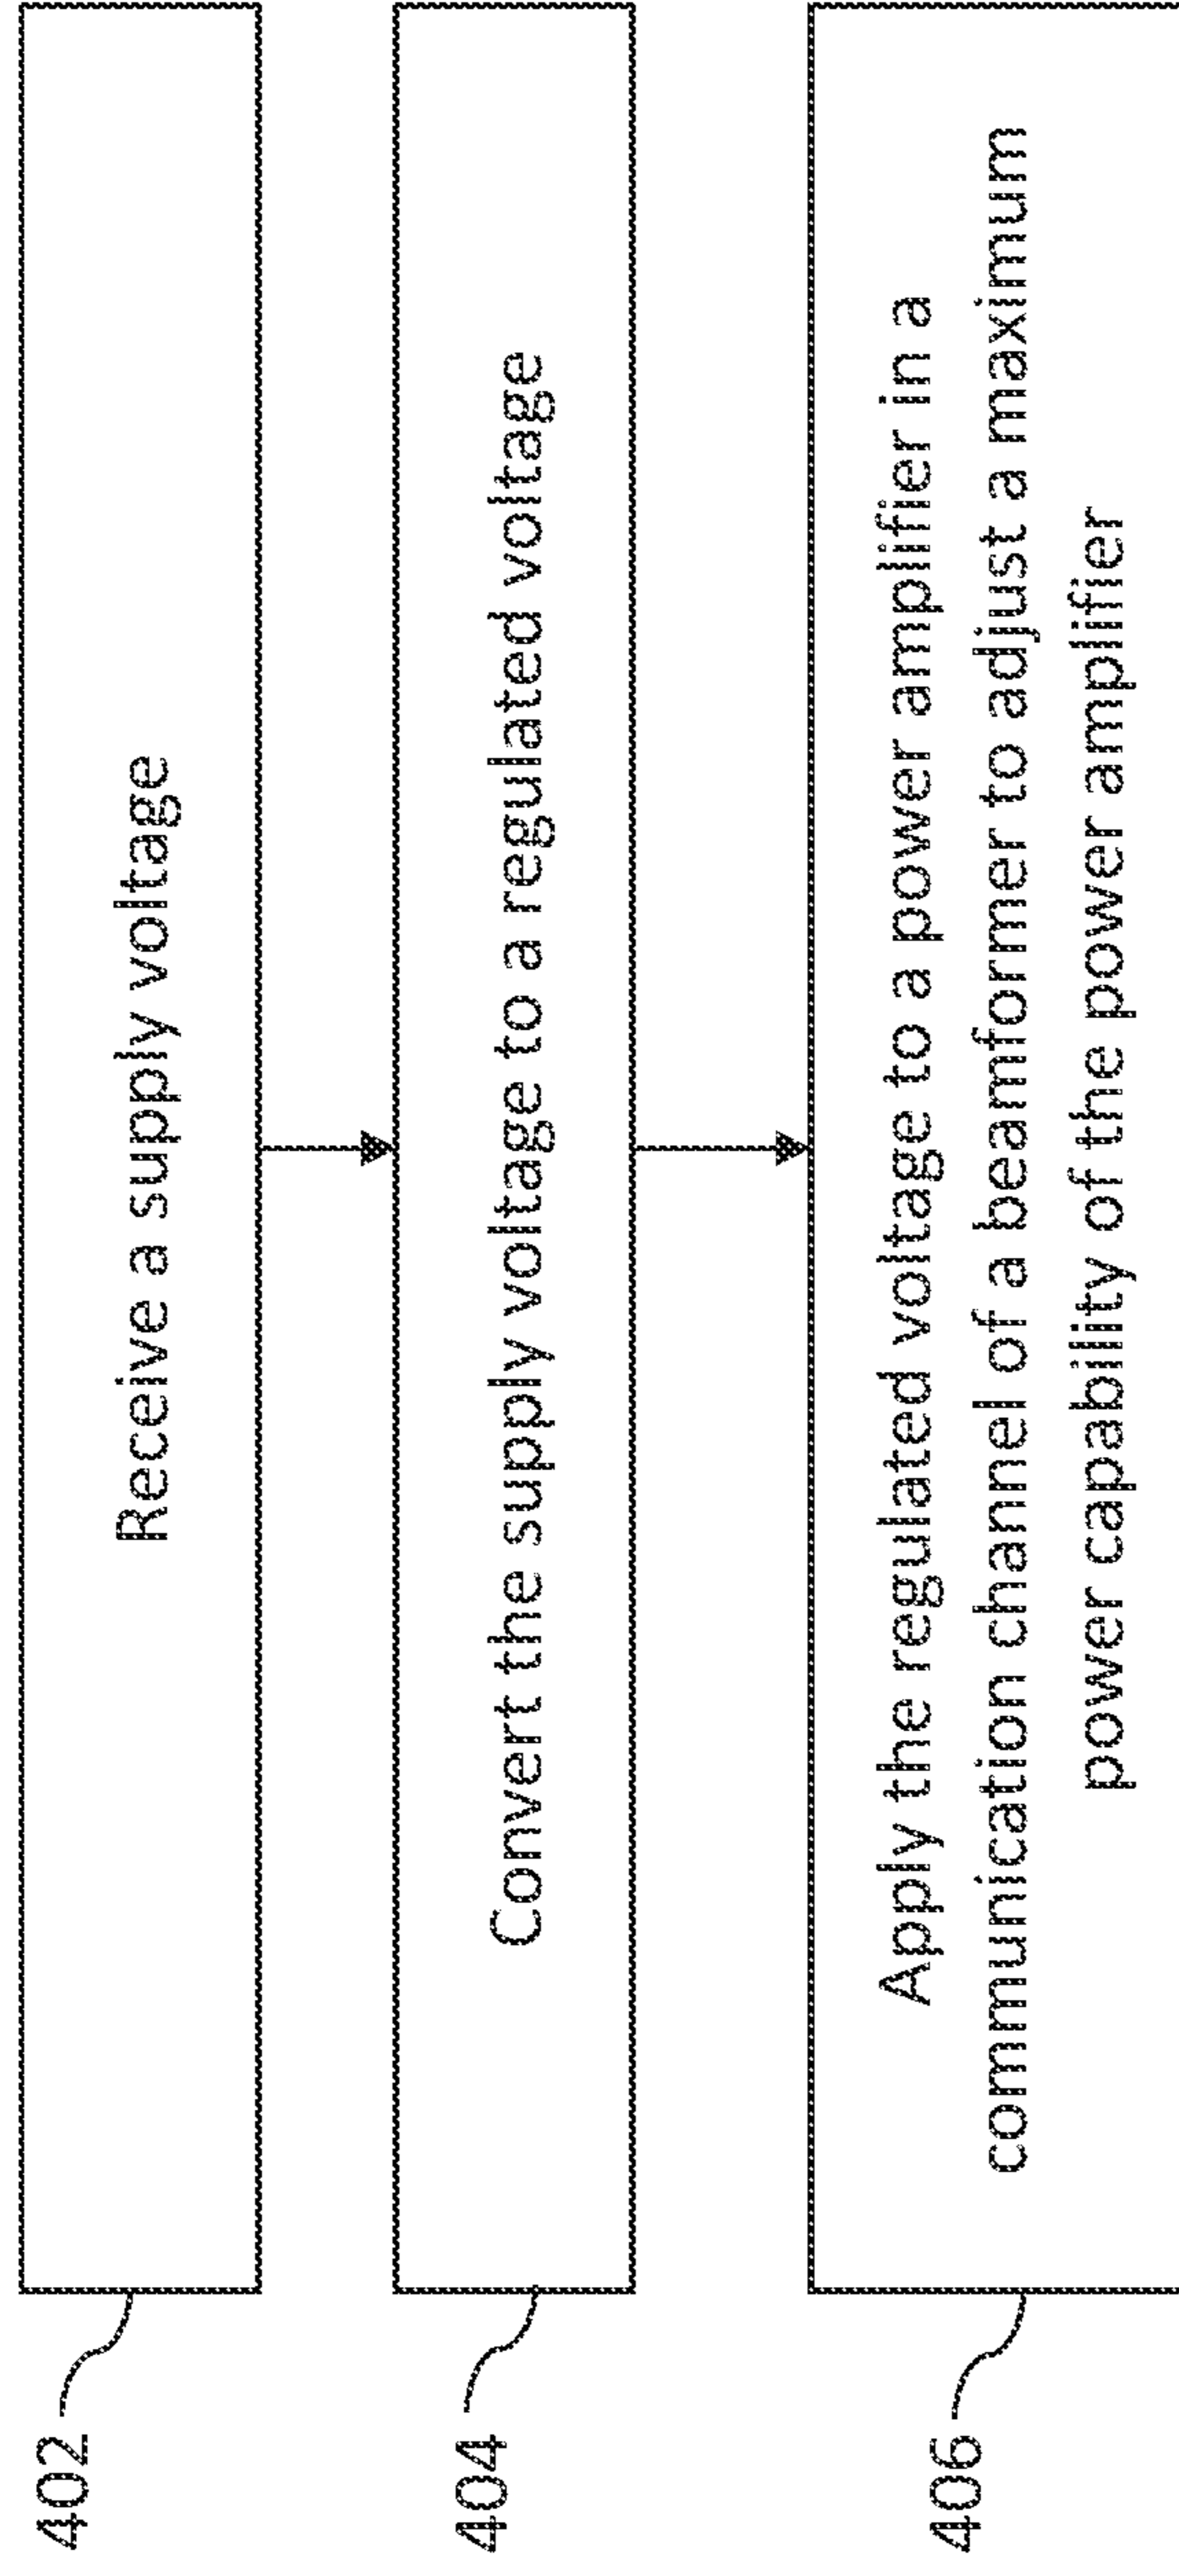 402
Receive a supply voltage
404
Convert the supply voltage to a regulated voltage
406
Apply the regulated voltage to a power amplifier in a
communication channel of a beamformer to adjust a maximum
power capability of the power amplifier